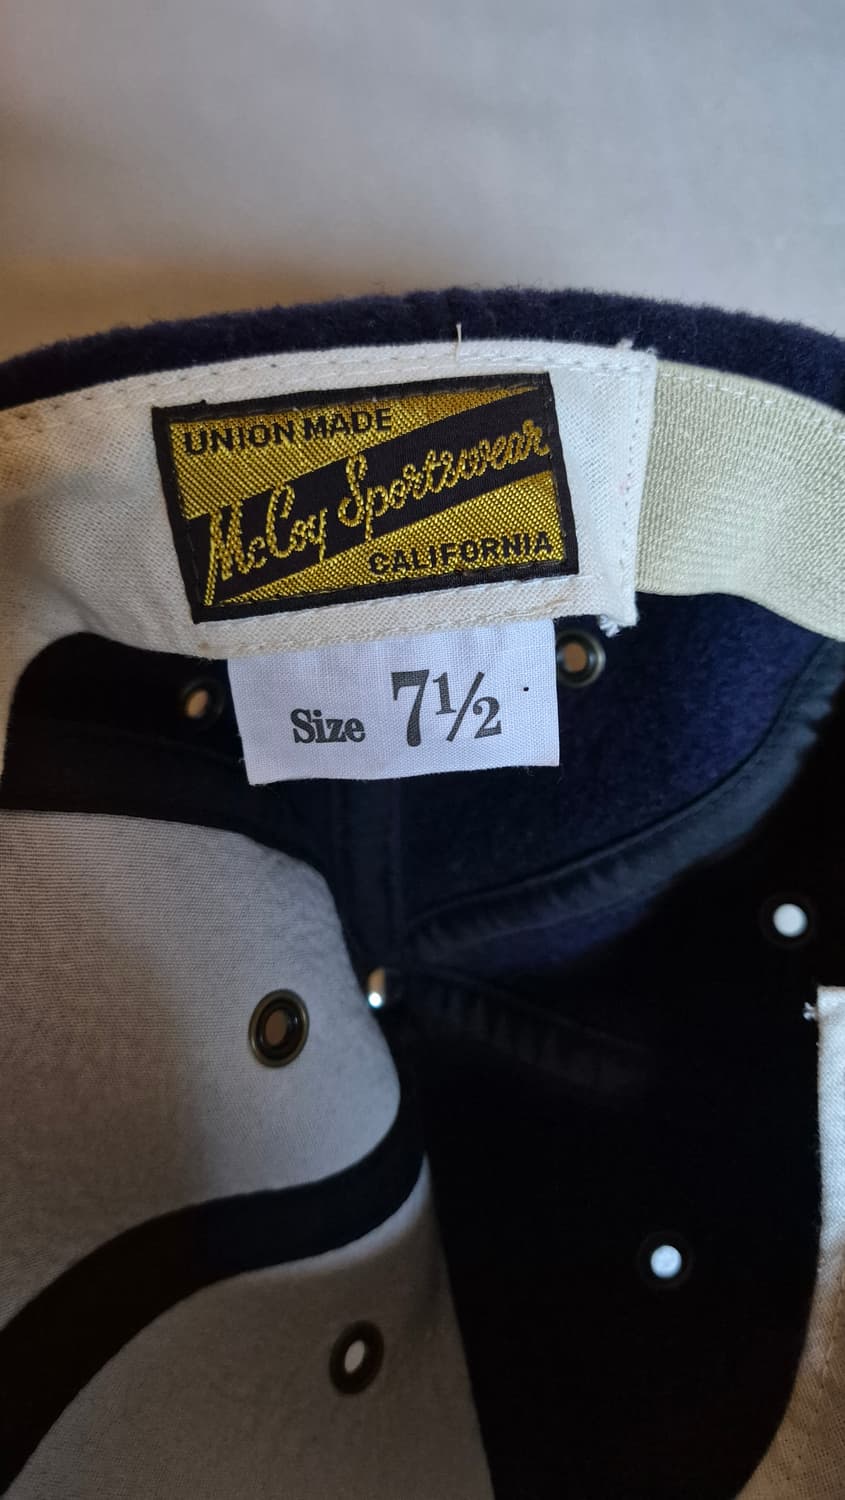 UNION MADE
McCoy Sportswear
CALIFORNIA
Size 7½